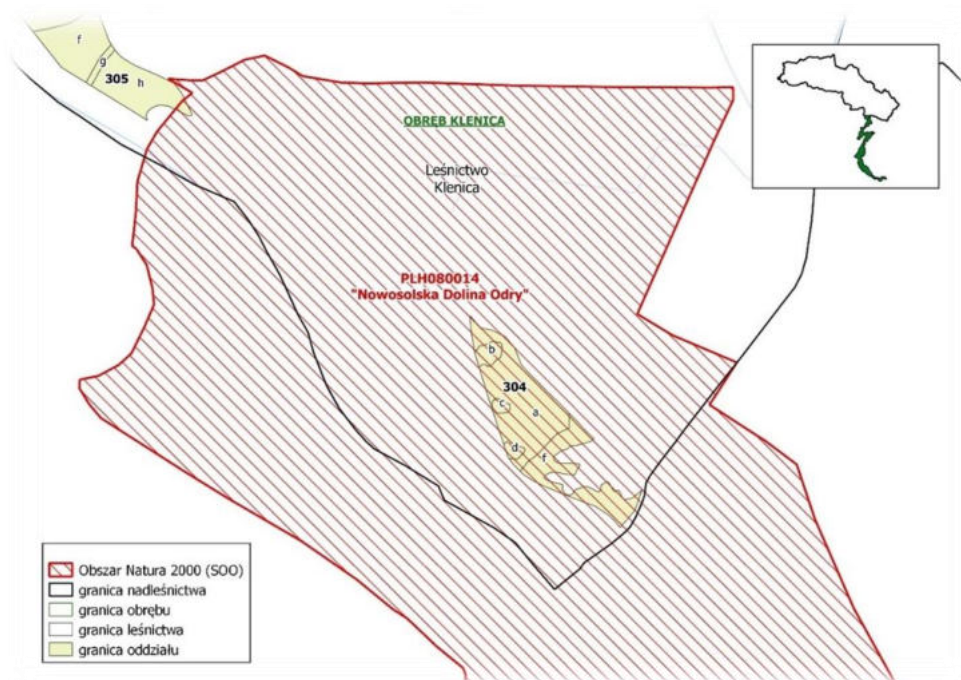 f
g
305
h
OBRĘB KLENICA
Leśnictwo
Klenica
PLH080014
"Nowosolska Dolina Odry"
b
304
c
a
d
f
Obszar Natura 2000 (SOO)
granica nadleśnictwa
granica obrębu
granica leśnictwa
granica oddziału